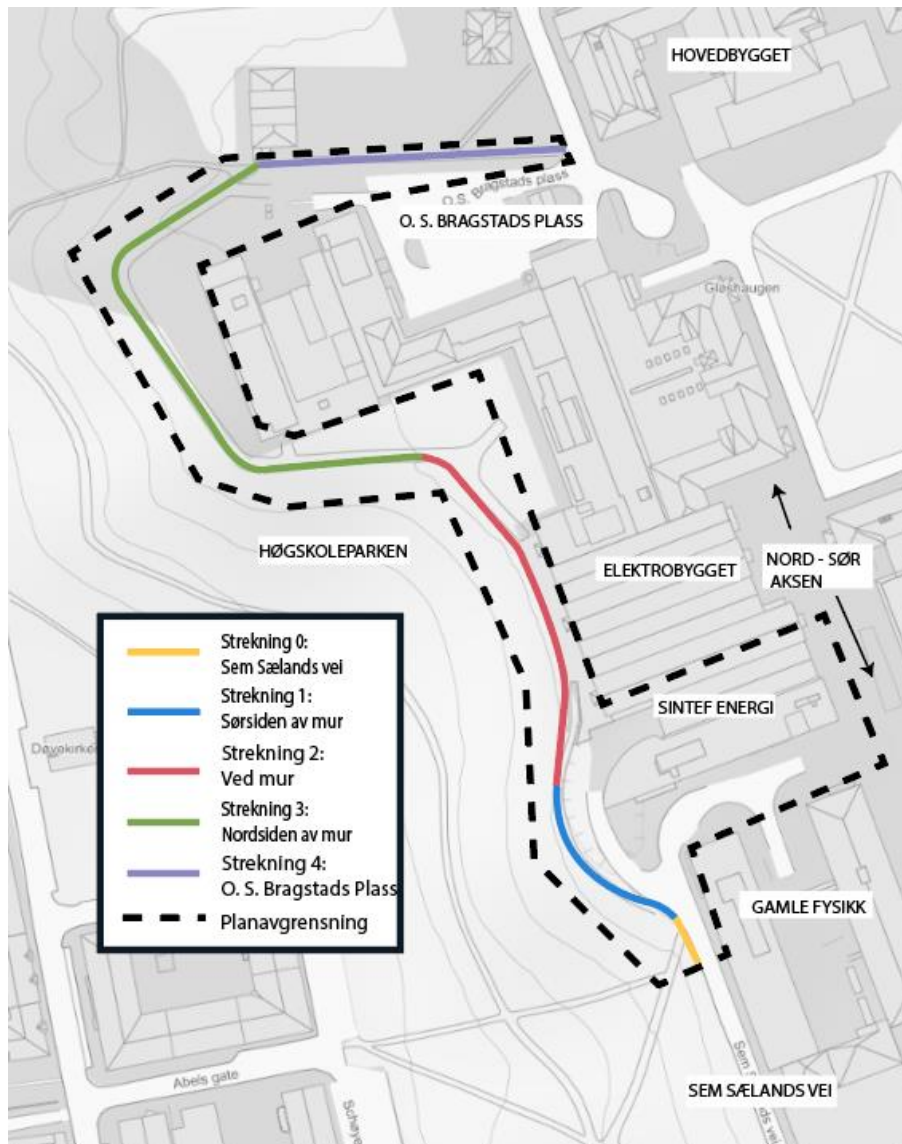 HOVEDBYGGET
O. S. Bragstads plass
O. S. BRAGSTADS PLASS
Gløshaugen
HØGSKOLEPARKEN
ELEKTROBYGGET
NORD - SØR
AKSEN
SINTEF ENERGI
Strekning 0:
Sem Sælands vei
Strekning 1:
Sørsiden av mur
Strekning 2:
Ved mur
Strekning 3:
Nordsiden av mur
Strekning 4:
O. S. Bragstads Plass
Planavgrensning
Døvekirken
GAMLE FYSIKK
Abels gate
SEM SÆLANDS VEI